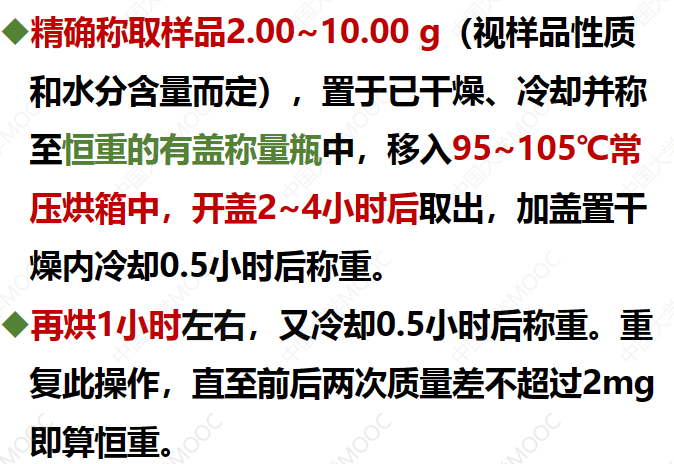 ◆精确称取样品2.00~10.00 g（视样品性质
和水分含量而定），置于已干燥、冷却并称
至恒重的有盖称量瓶中，移入95~105℃常
压烘箱中，开盖2~4小时后取出，加盖置干
燥内冷却0.5小时后称重。
◆再烘1小时左右，又冷却0.5小时后称重。重
复此操作，直至前后两次质量差不超过2mg
即算恒重。